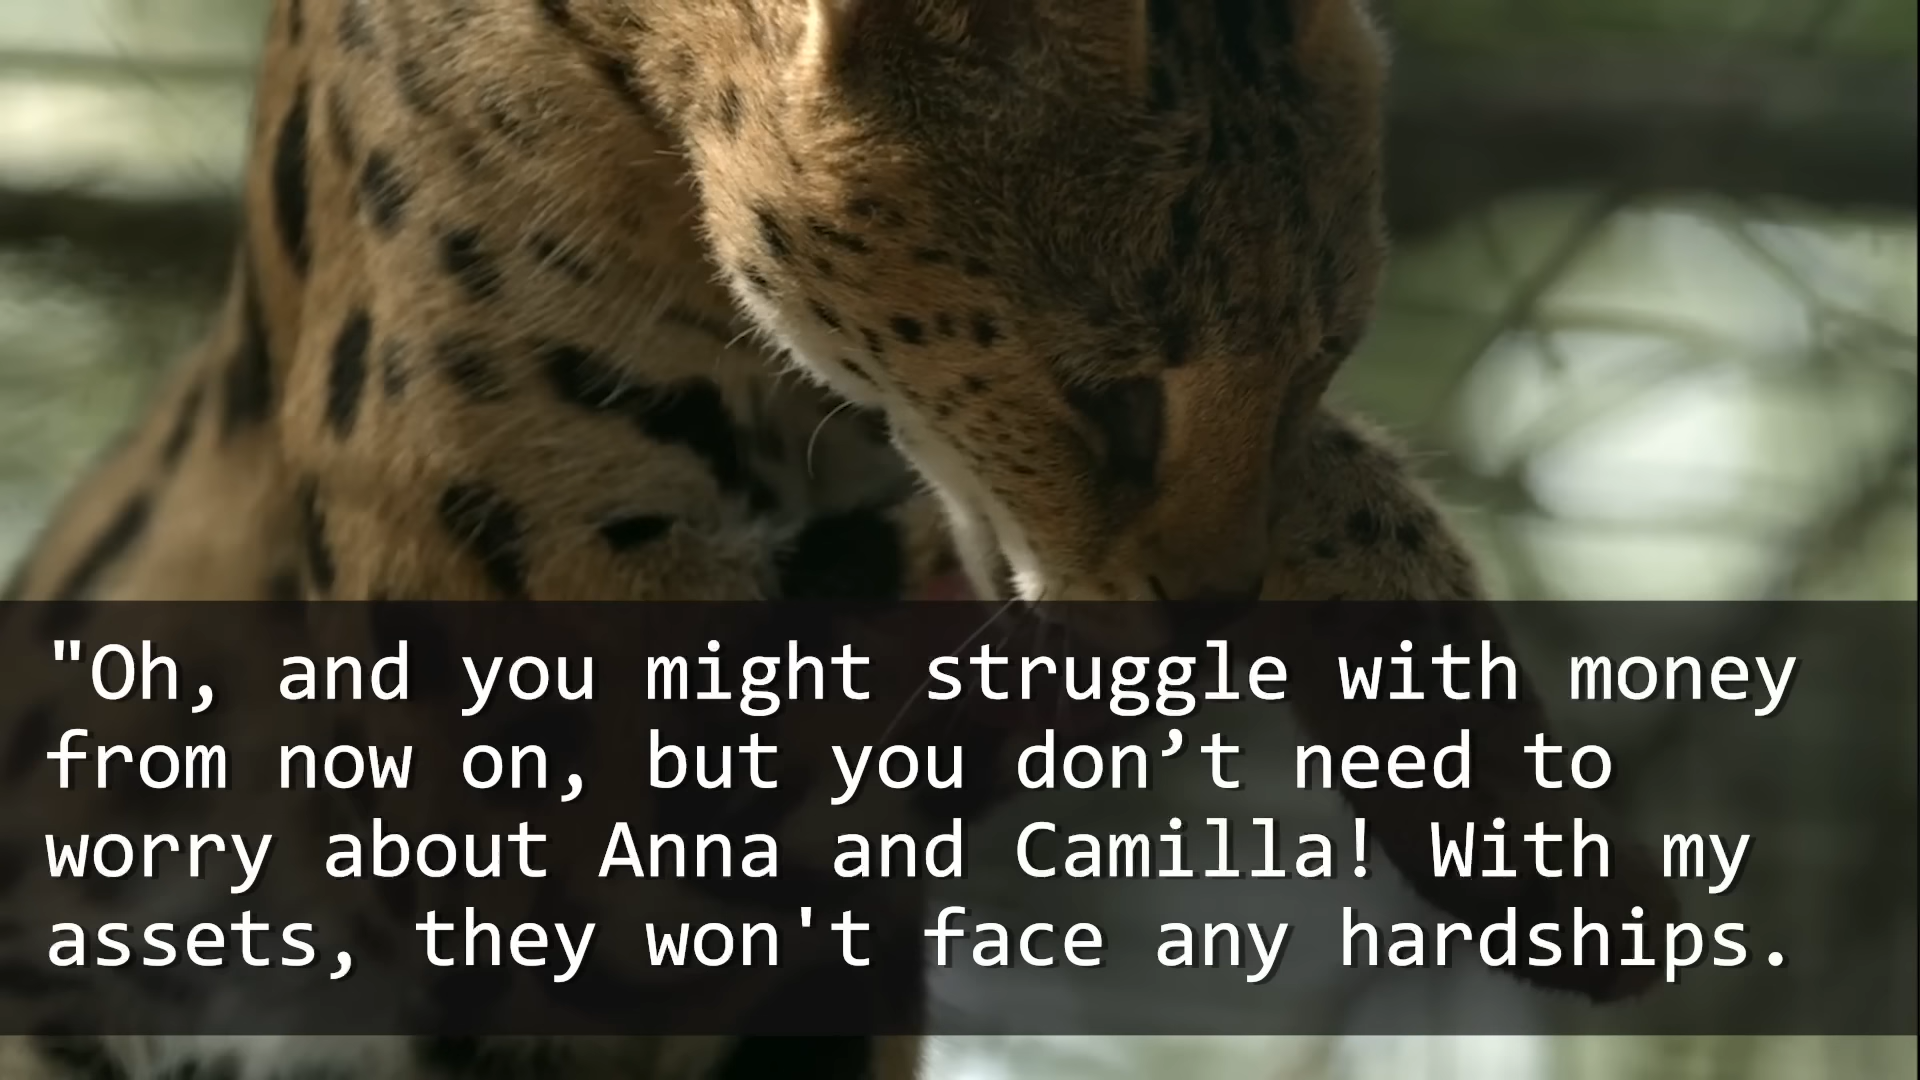 "Oh, and you might struggle with money
from now on, but you don’t need to
worry about Anna and Camilla! With my
assets, they won't face any hardships.